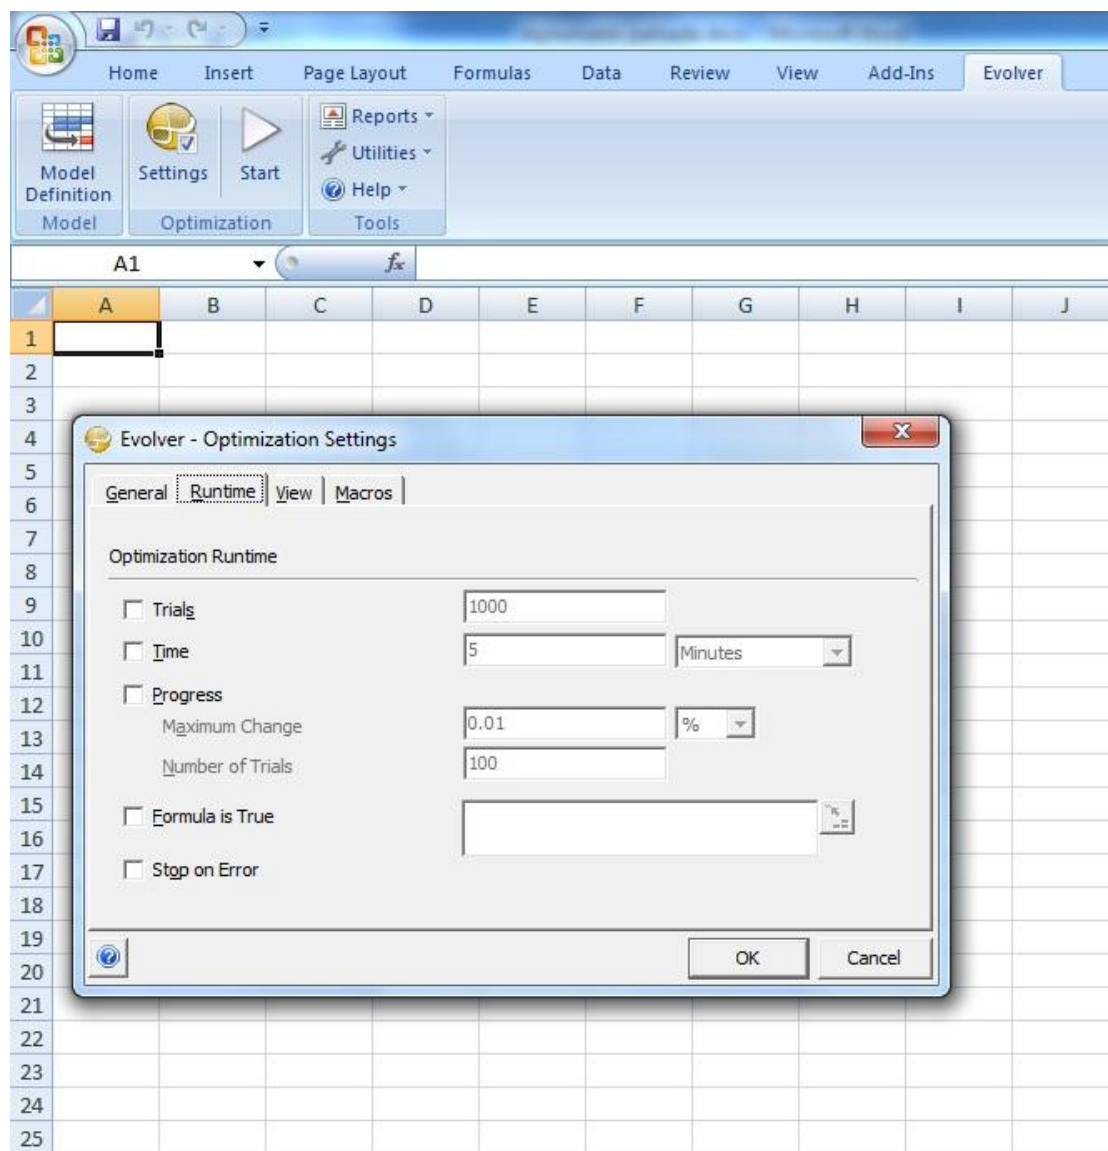 Home Insert Page Layout Formulas Data Review View Add-Ins Evolver
Model Definition
Settings
Start
Reports
Utilities
Help
Model Optimization Tools
A1 fx
A B C D E F G H I J
1
2
3
4
5
6
7
8
9
10
11
12
13
14
15
16
17
18
19
20
21
22
23
24
25
Evolver - Optimization Settings
General Runtime View Macros
Optimization Runtime
Trials 1000
Time 5 Minutes
Progress
Maximum Change 0.01 %
Number of Trials 100
Formula is True
Stop on Error
OK Cancel